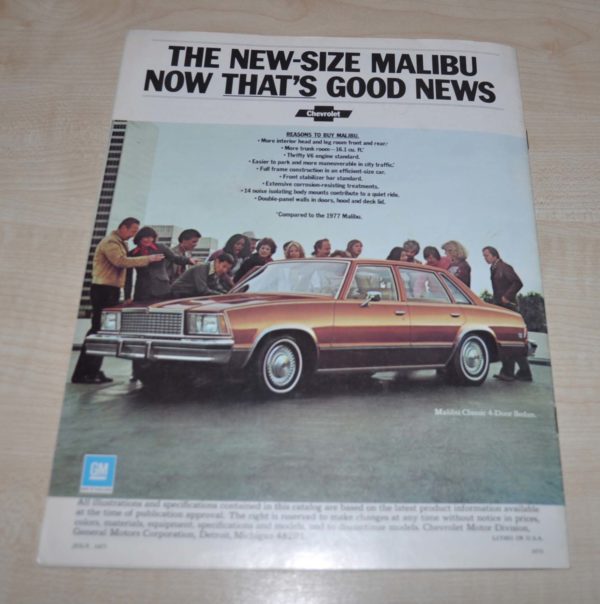 THE NEW-SIZE MALIBU
NOW THAT'S GOOD NEWS
Chevrolet
REASONS TO BUY MALIBU.
• More interior head and leg room front and rear.*
• More trunk room—16.1 cu. ft.*
• Thrifty V6 engine standard.
• Easier to park and more maneuverable in city traffic.*
• Full frame construction in an efficient-size car.
• Front stabilizer bar standard.
• Extensive corrosion-resisting treatments.
• 14 noise-isolating body mounts contribute to a quiet ride.
• Double-panel walls in doors, hood and deck lid.
*Compared to the 1977 Malibu.
Malibu Classic 4-Door Sedan.
GM
All illustrations and specifications contained in this catalog are based on the latest product information available
at the time of publication approval. The right is reserved to make changes at any time without notice in prices,
colors, materials, equipment, specifications and models, and to discontinue models. Chevrolet Motor Division,
General Motors Corporation, Detroit, Michigan
LITHO IN U.S.A.